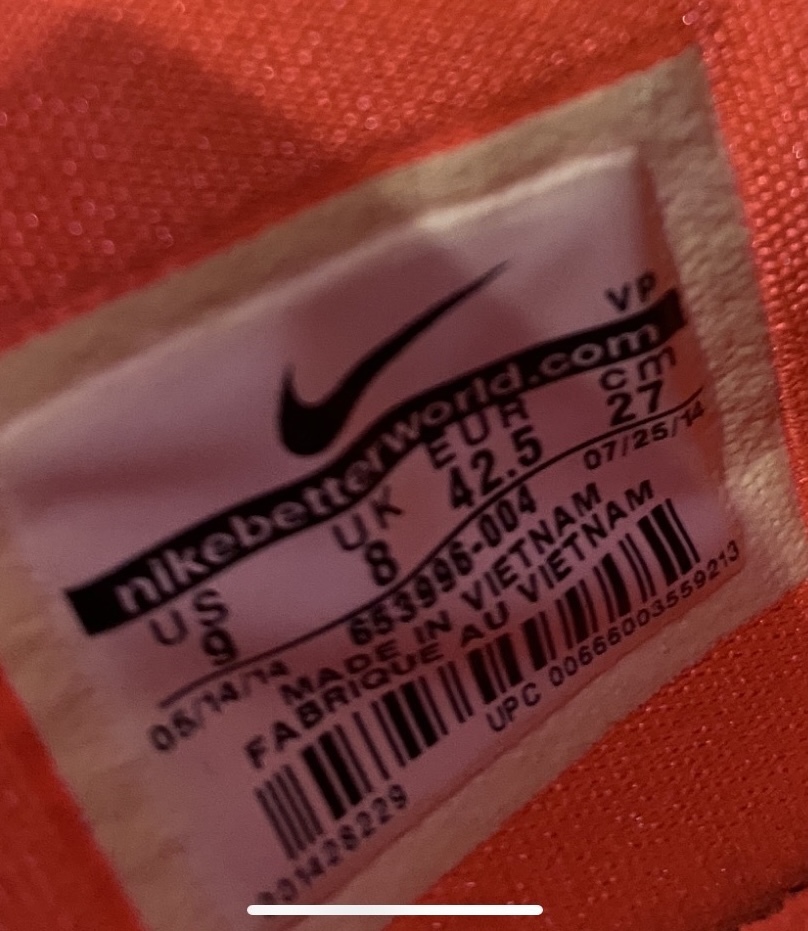 VP
nikebetterworld.com
US UK EUR cm
9 8 42.5 27
05/14/14 07/25/14
653996-004
MADE IN VIETNAM
FABRIQUE AU VIETNAM
UPC 00666003559213